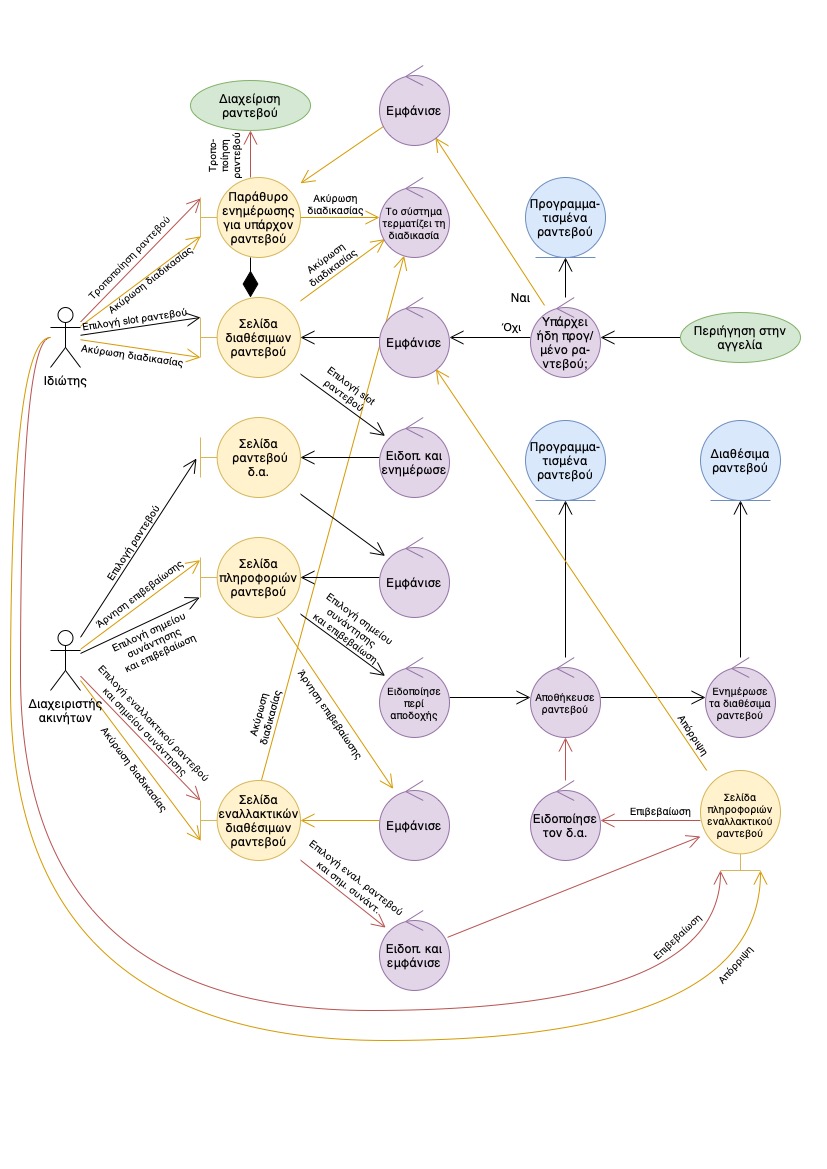 Διαχείριση
ραντεβού
Εμφάνισε
Τροπο-
ποίηση
ραντεβού
Παράθυρο
ενημέρωσης
για υπάρχον
ραντεβού
Ακύρωση
διαδικασίας
Το σύστημα
τερματίζει τη
διαδικασία
Προγραμμα-
τισμένα
ραντεβού
Τροποποίηση ραντεβού
Ακύρωση διαδικασίας
Ακύρωση
διαδικασίας
Επιλογή slot ραντεβού
Ακύρωση διαδικασίας
Ιδιώτης
Σελίδα
διαθέσιμων
ραντεβού
Εμφάνισε
Ναι
Όχι
Υπάρχει
ήδη προγ/
μένο ρα-
ντεβού;
Περιήγηση στην
αγγελία
Επιλογή slot
ραντεβού
Σελίδα
ραντεβού
δ.α.
Ειδοπ. και
ενημέρωσε
Προγραμμα-
τισμένα
ραντεβού
Διαθέσιμα
ραντεβού
Επιλογή ραντεβού
Άρνηση επιβεβαίωσης
Επιλογή σημείου
συνάντησης
και επιβεβαίωση
Σελίδα
πληροφοριών
ραντεβού
Εμφάνισε
Επιλογή σημείου
συνάντησης
και επιβεβαίωση
Διαχειριστής
ακινήτων
Επιλογή εναλλακτικού ραντεβού
και σημείου συνάντησης
Ακύρωση διαδικασίας
Ακύρωση
διαδικασίας
Άρνηση επιβεβαίωσης
Ειδοποίησε
περί
αποδοχής
Αποθήκευσε
ραντεβού
Ενημέρωσε
τα διαθέσιμα
ραντεβού
Απόρριψη
Σελίδα
εναλλακτικών
διαθέσιμων
ραντεβού
Εμφάνισε
Ειδοποίησε
τον δ.α.
Επιβεβαίωση
Σελίδα
πληροφοριών
εναλλακτικού
ραντεβού
Επιλογή εναλ. ραντεβού
και σημ. συνάντ.
Ειδοπ. και
εμφάνισε
Επιβεβαίωση
Απόρριψη